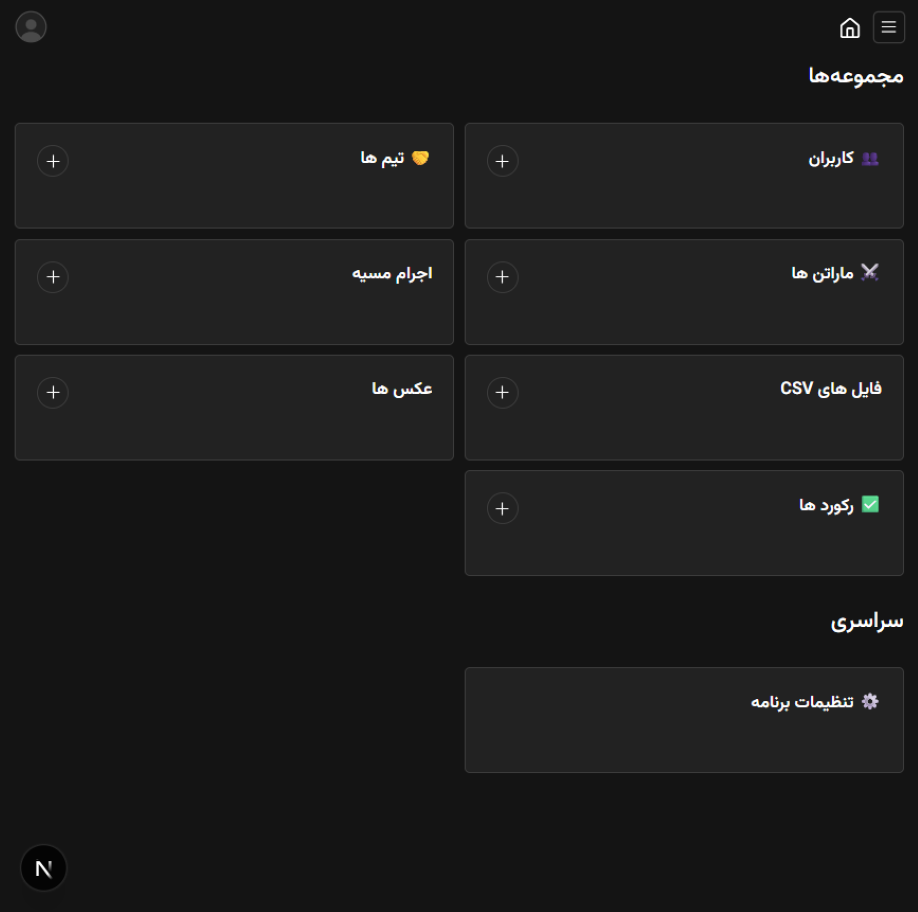 مجموعه‌ها
👥 کاربران
🤝 تیم ها
⚔ ماراتن ها
اجرام مسیه
فایل های CSV
عکس ها
✅ رکورد ها
سراسری
⚙ تنظیمات برنامه
N